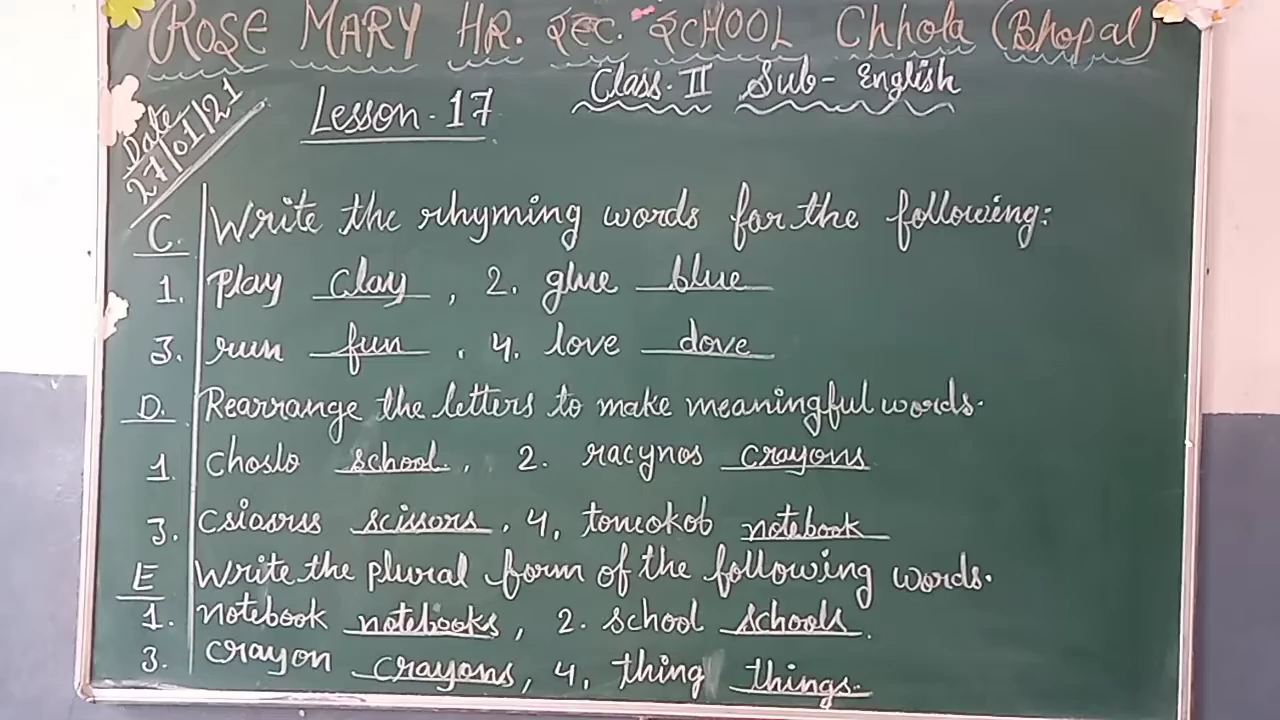 ROSE MARY HR. SEC. SCHOOL Chhola (Bhopal)
Class-II Sub- English
Date 27/01/21
Lesson-17
C. Write the rhyming words for the following:
1. play clay, 2. glue blue
3. run fun, 4. love dove
D. Rearrange the letters to make meaningful words.
1. choslo school, 2. racynos crayons
3. csiosrss scissors, 4. toneokob notebook
E Write the plural form of the following words.
1. notebook notebooks, 2. school schools.
3. crayon crayons, 4. thing things.